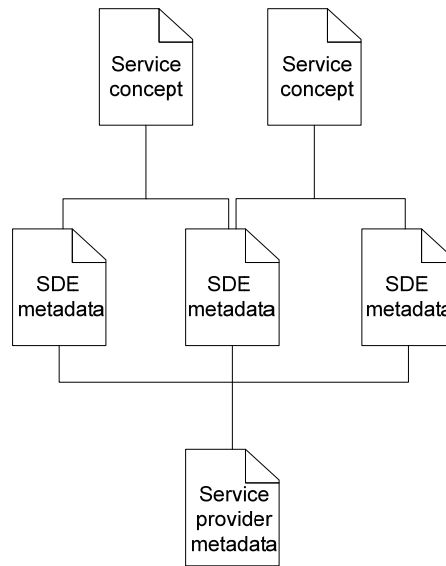 Service
concept
Service
concept
SDE
metadata
SDE
metadata
SDE
metadata
Service
provider
metadata